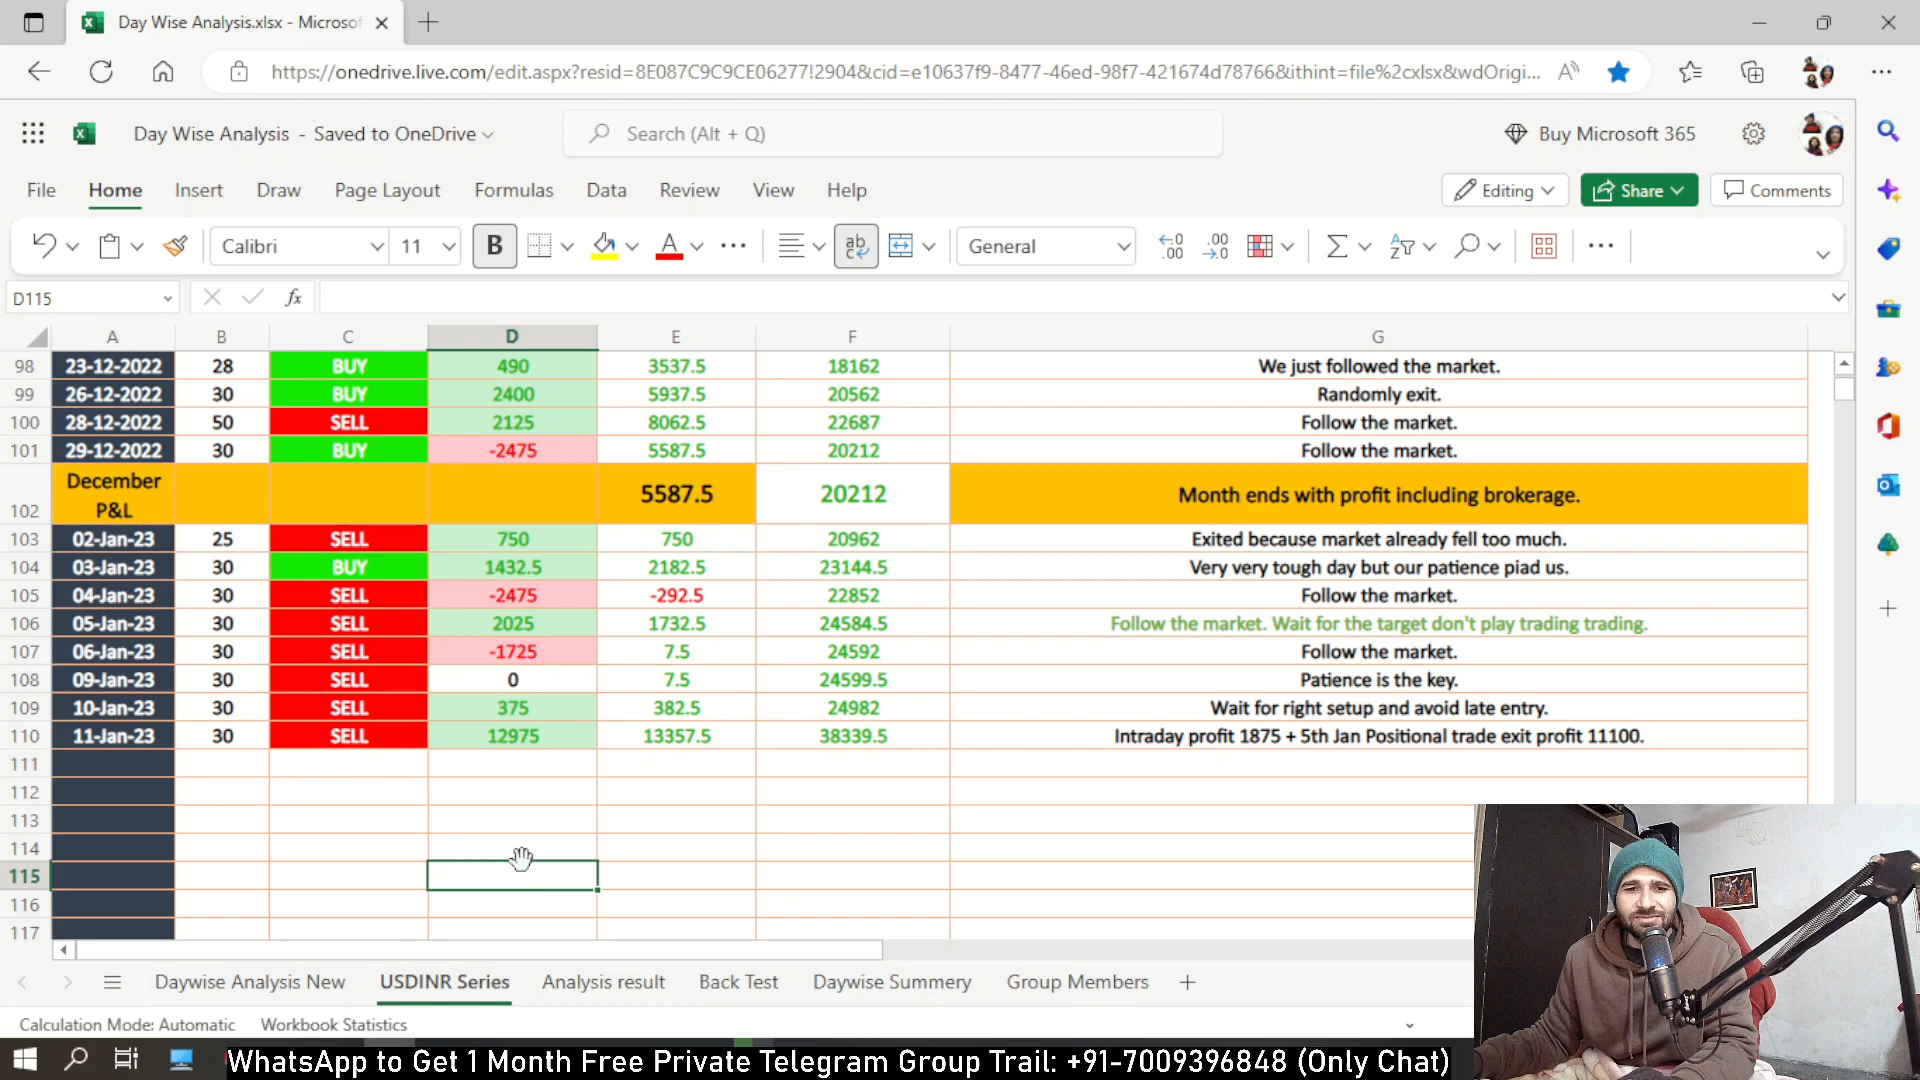 Day Wise Analysis.xlsx - Microsof
https://onedrive.live.com/edit.aspx?resid=8E087C9C9CE06277!2904&cid=e10637f9-8477-46ed-98f7-421674d78766&ithint=file%2cxlsx&wdOrigi...
Day Wise Analysis - Saved to OneDrive
Search (Alt + Q)
Buy Microsoft 365
File Home Insert Draw Page Layout Formulas Data Review View Help
Editing Share Comments
Calibri 11 B A ab General
D115 fx
A B C D E F G
98 23-12-2022 28 BUY 490 3537.5 18162 We just followed the market.
99 26-12-2022 30 BUY 2400 5937.5 20562 Randomly exit.
100 28-12-2022 50 SELL 2125 8062.5 22687 Follow the market.
101 29-12-2022 30 BUY -2475 5587.5 20212 Follow the market.
102 December P&L 5587.5 20212 Month ends with profit including brokerage.
103 02-Jan-23 25 SELL 750 750 20962 Exited because market already fell too much.
104 03-Jan-23 30 BUY 1432.5 2182.5 23144.5 Very very tough day but our patience piad us.
105 04-Jan-23 30 SELL -2475 -292.5 22852 Follow the market.
106 05-Jan-23 30 SELL 2025 1732.5 24584.5 Follow the market. Wait for the target don't play trading trading.
107 06-Jan-23 30 SELL -1725 7.5 24592 Follow the market.
108 09-Jan-23 30 SELL 0 7.5 24599.5 Patience is the key.
109 10-Jan-23 30 SELL 375 382.5 24982 Wait for right setup and avoid late entry.
110 11-Jan-23 30 SELL 12975 13357.5 38339.5 Intraday profit 1875 + 5th Jan Positional trade exit profit 11100.
111
112
113
114
115
116
117
Daywise Analysis New USDINR Series Analysis result Back Test Daywise Summary Group Members
Calculation Mode: Automatic Workbook Statistics
WhatsApp to Get 1 Month Free Private Telegram Group Trail: +91-7009396848 (Only Chat)